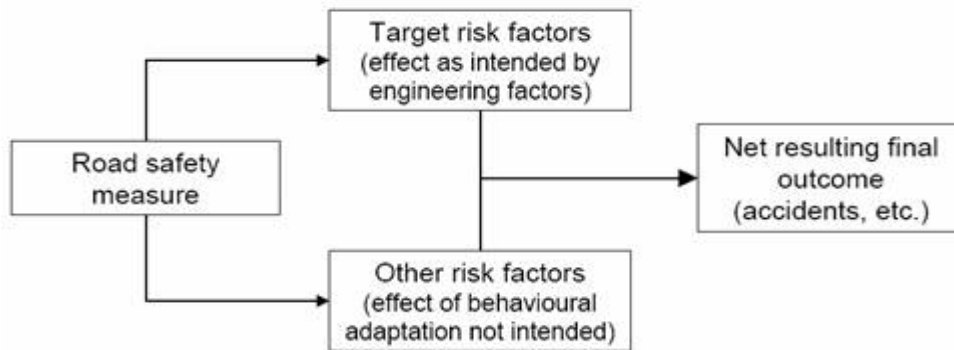 Target risk factors
(effect as intended by
engineering factors)
Road safety
measure
Net resulting final
outcome
(accidents, etc.)
Other risk factors
(effect of behavioural
adaptation not intended)